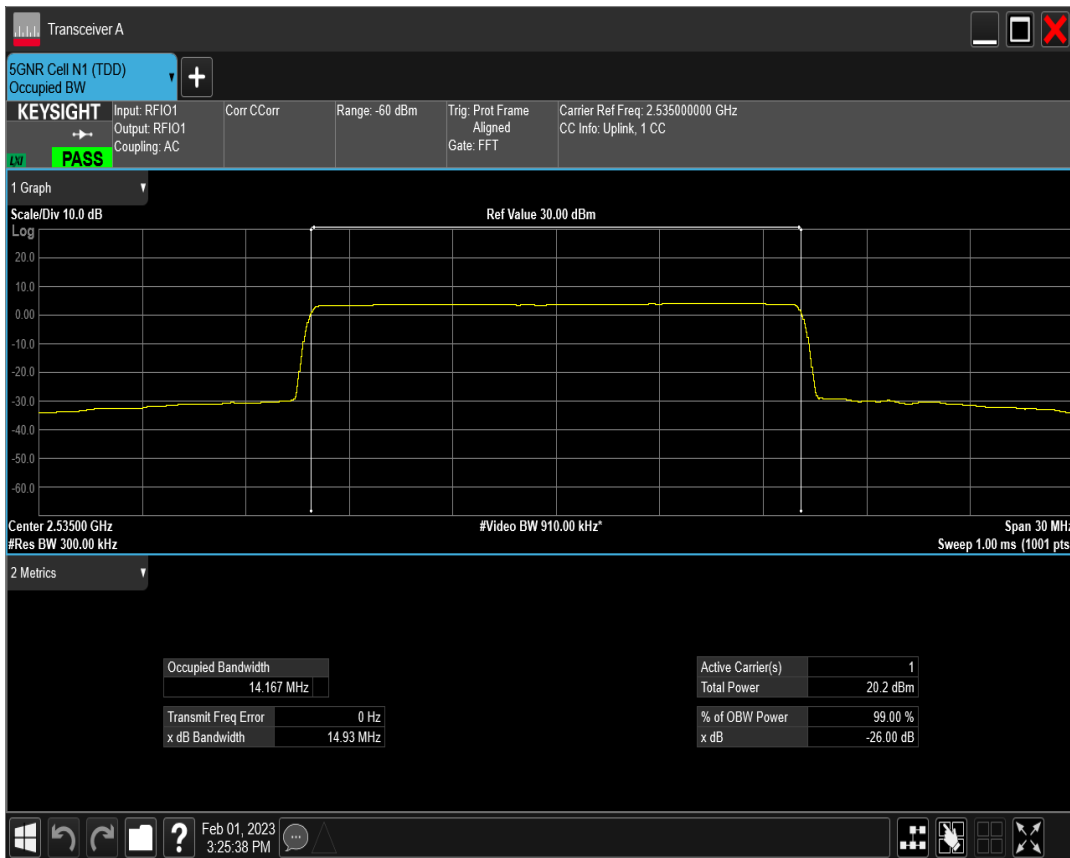 Transceiver A
5GNR Cell N1 (TDD)
Occupied BW
+
KEYSIGHT
LXI
PASS
Input: RFIO1
Output: RFIO1
Coupling: AC
Corr CCorr
Range: -60 dBm
Trig: Prot Frame
Aligned
Gate: FFT
Carrier Ref Freq: 2.535000000 GHz
CC Info: Uplink, 1 CC
1 Graph
Scale/Div 10.0 dB
Ref Value 30.00 dBm
Log
20.0
10.0
0.00
-10.0
-20.0
-30.0
-40.0
-50.0
-60.0
Center 2.53500 GHz
#Video BW 910.00 kHz*
Span 30 MHz
#Res BW 300.00 kHz
Sweep 1.00 ms (1001 pts
2 Metrics
Occupied Bandwidth
14.167 MHz
Transmit Freq Error 0 Hz
x dB Bandwidth 14.93 MHz
Active Carrier(s) 1
Total Power 20.2 dBm
% of OBW Power 99.00 %
x dB -26.00 dB
?
Feb 01, 2023
3:25:38 PM